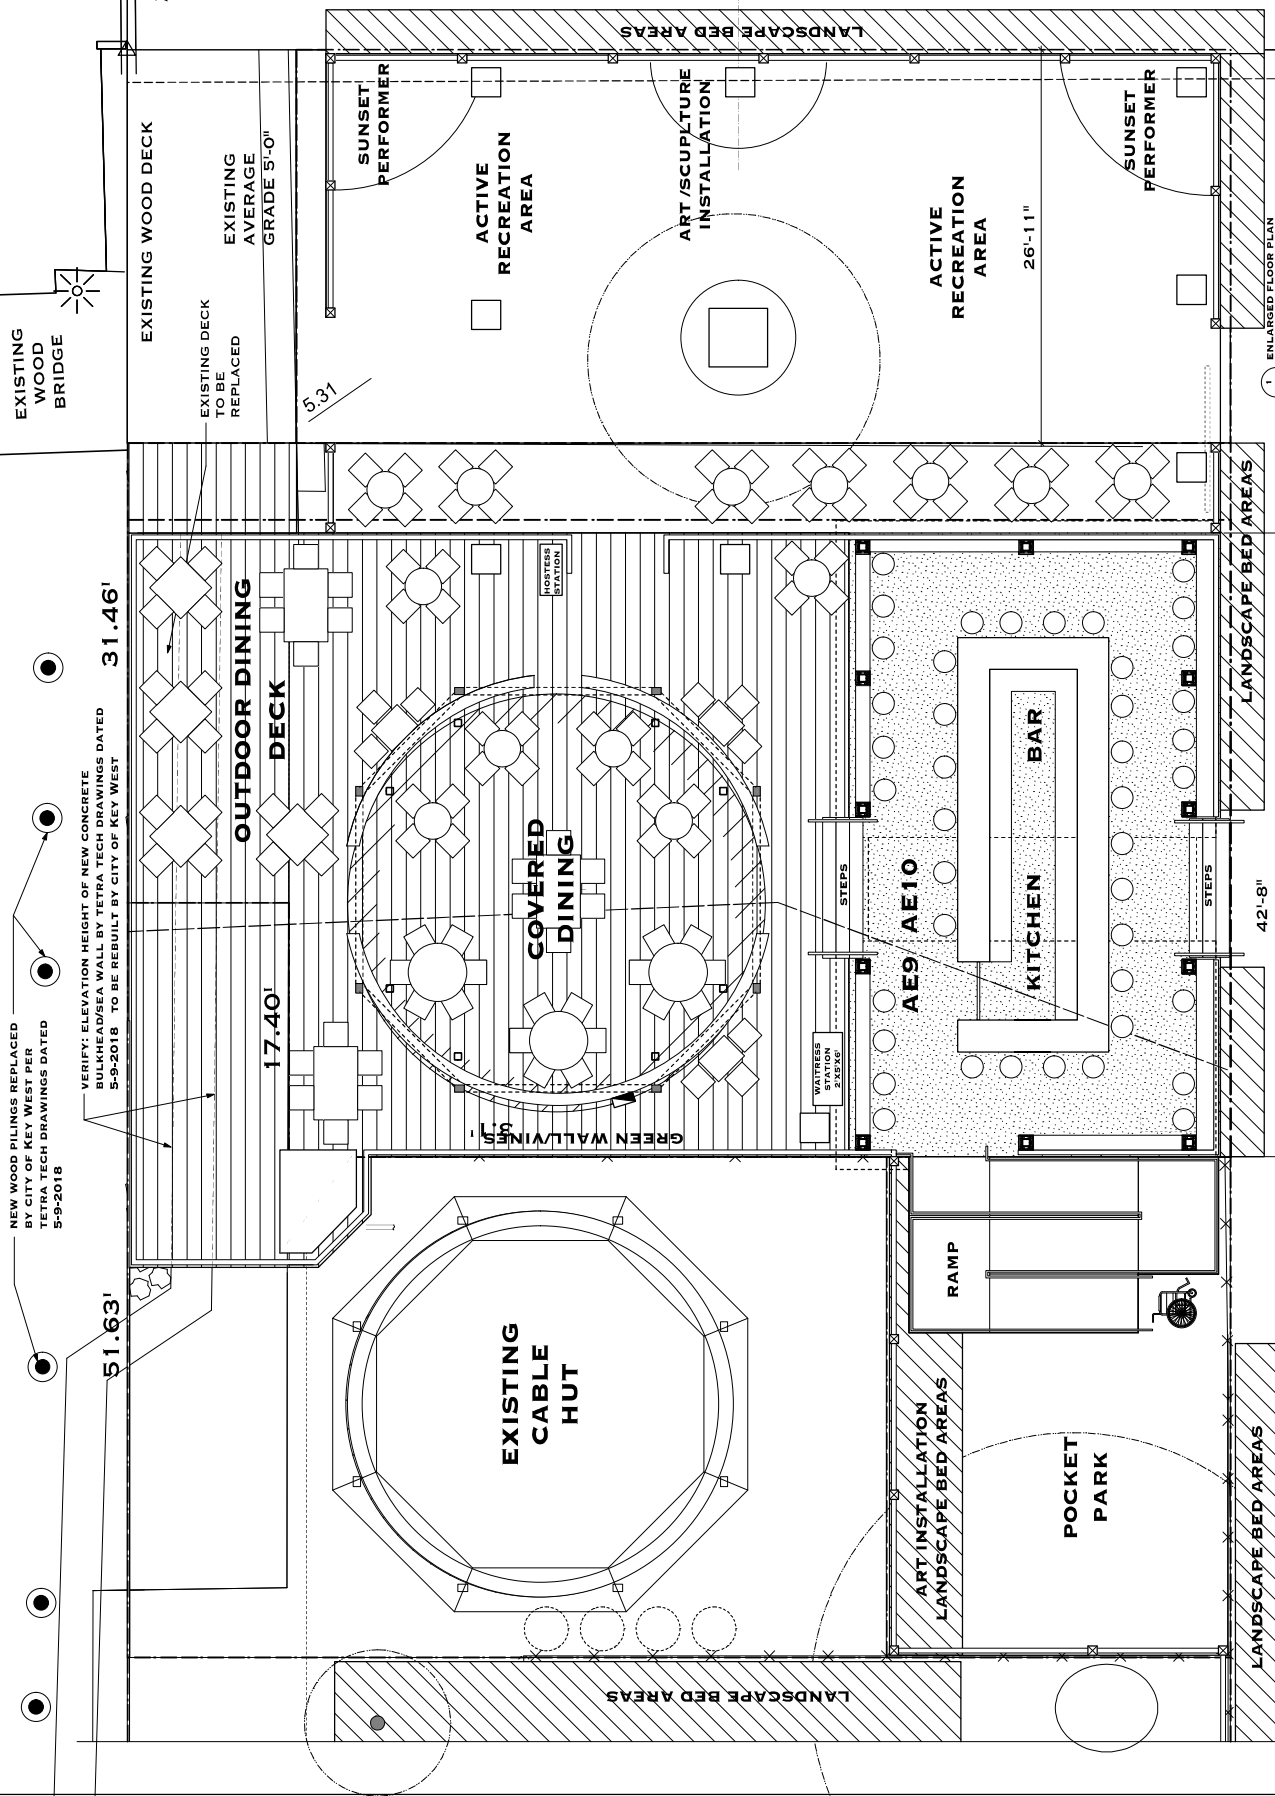 LANDSCAPE BED AREAS
SUNSET
PERFORMER
ART /SCUPLTURE
INSTALLATION
SUNSET
PERFORMER
EXISTING WOOD DECK
EXISTING
AVERAGE
GRADE 5'-0"
ACTIVE
RECREATION
AREA
ACTIVE
RECREATION
AREA
26'-11"
1
ENLARGED FLOOR PLAN
EXISTING
WOOD
BRIDGE
EXISTING DECK
TO BE
REPLACED
5.31
LANDSCAPE BED AREAS
31.46'
OUTDOOR DINING
DECK
HOSTESS
STATION
VERIFY: ELEVATION HEIGHT OF NEW CONCRETE
BULKHEAD/SEA WALL BY TETRA TECH DRAWINGS DATED
5-9-2018 TO BE REBUILT BY CITY OF KEY WEST
NEW WOOD PILINGS REPLACED
BY CITY OF KEY WEST PER
TETRA TECH DRAWINGS DATED
5-9-2018
COVERED
DINING
STEPS
AE9 AE10
KITCHEN BAR
STEPS
42'-8"
17.40'
WAITRESS
STATION
2'X5'X6'
GREEN WALL/VINES
3.1'
RAMP
51.63'
EXISTING
CABLE
HUT
ART INSTALLATION
LANDSCAPE BED AREAS
POCKET
PARK
LANDSCAPE BED AREAS
LANDSCAPE BED AREAS